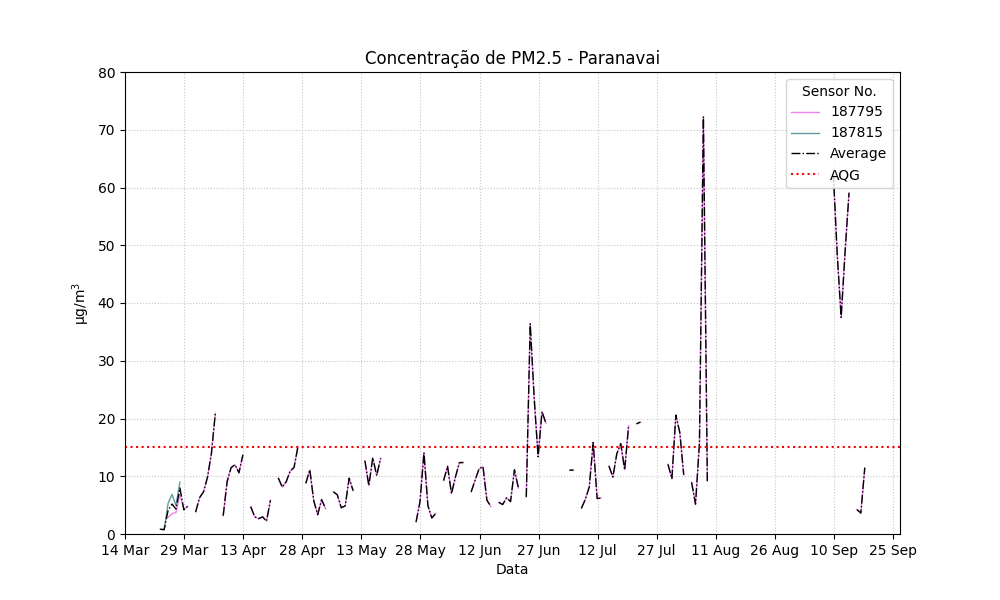 Concentração de PM2.5 - Paranavai
80
70
60
50
40
30
20
10
0
µg/m³
Sensor No.
187795
187815
Average
AQG
14 Mar 29 Mar 13 Apr 28 Apr 13 May 28 May 12 Jun 27 Jun 12 Jul 27 Jul 11 Aug 26 Aug 10 Sep 25 Sep
Data